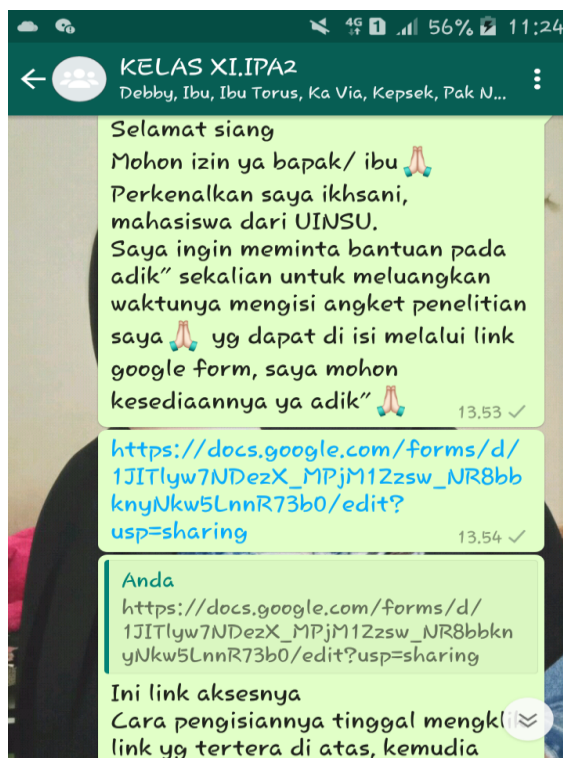 4G 1 56% 11:24
KELAS XI.IPA2
Debby, Ibu, Ibu Torus, Ka Via, Kepsek, Pak N...
Selamat siang
Mohon izin ya bapak/ ibu🙏🏻
Perkenalkan saya ikhsani,
mahasiswa dari UINSU.
Saya ingin meminta bantuan pada
adik" sekalian untuk meluangkan
waktunya mengisi angket penelitian
saya🙏🏻 yg dapat di isi melalui link
google form, saya mohon
kesediaannya ya adik"🙏🏻
13.53
https://docs.google.com/forms/d/
1JITlyw7NDezX_MPjM1Zzsw_NR8bb
knyNkw5LnnR73b0/edit?
usp=sharing
13.54
Anda
https://docs.google.com/forms/d/
1JITlyw7NDezX_MPjM1Zzsw_NR8bbkn
yNkw5LnnR73b0/edit?usp=sharing
Ini link aksesnya
Cara pengisiannya tinggal mengklik
link yg tertera di atas, kemudia